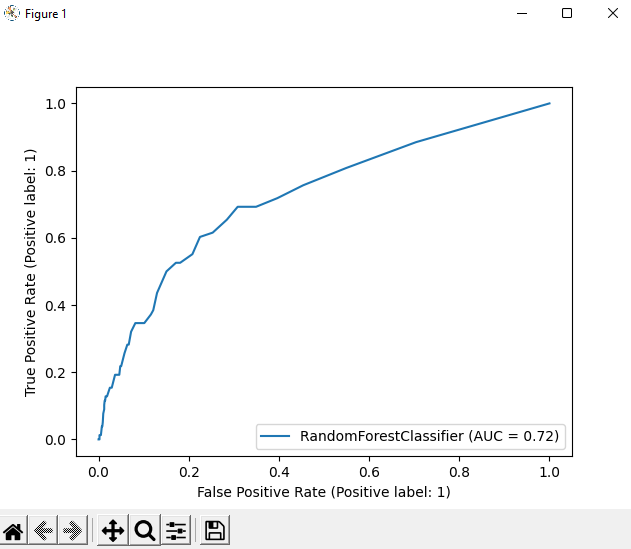 Figure 1
True Positive Rate (Positive label: 1)
1.0
0.8
0.6
0.4
0.2
0.0
RandomForestClassifier (AUC = 0.72)
0.0 0.2 0.4 0.6 0.8 1.0
False Positive Rate (Positive label: 1)